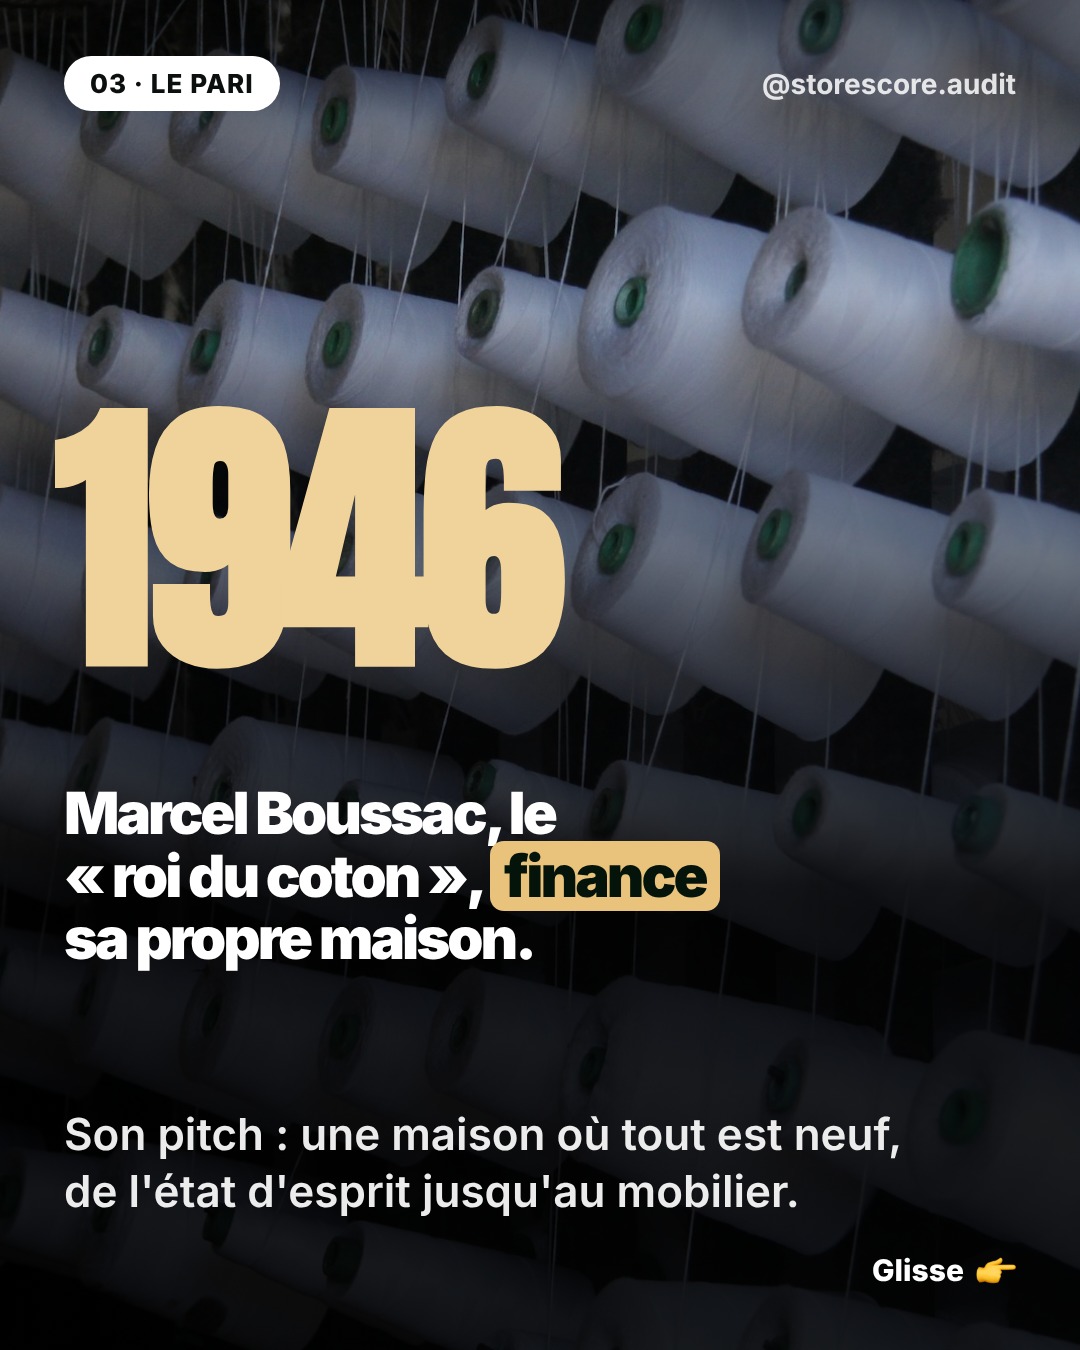 03 · LE PARI
@storescore.audit
1946
Marcel Boussac, le
« roi du coton », finance
sa propre maison.
Son pitch : une maison où tout est neuf,
de l'état d'esprit jusqu'au mobilier.
Glisse 👉